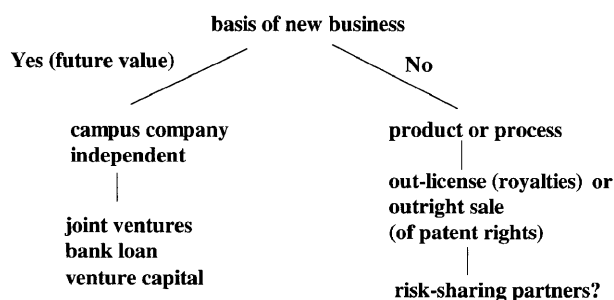 basis of new business
Yes (future value)
No
campus company
independent
product or process
out-license (royalties) or
outright sale
(of patent rights)
joint ventures
bank loan
venture capital
risk-sharing partners?